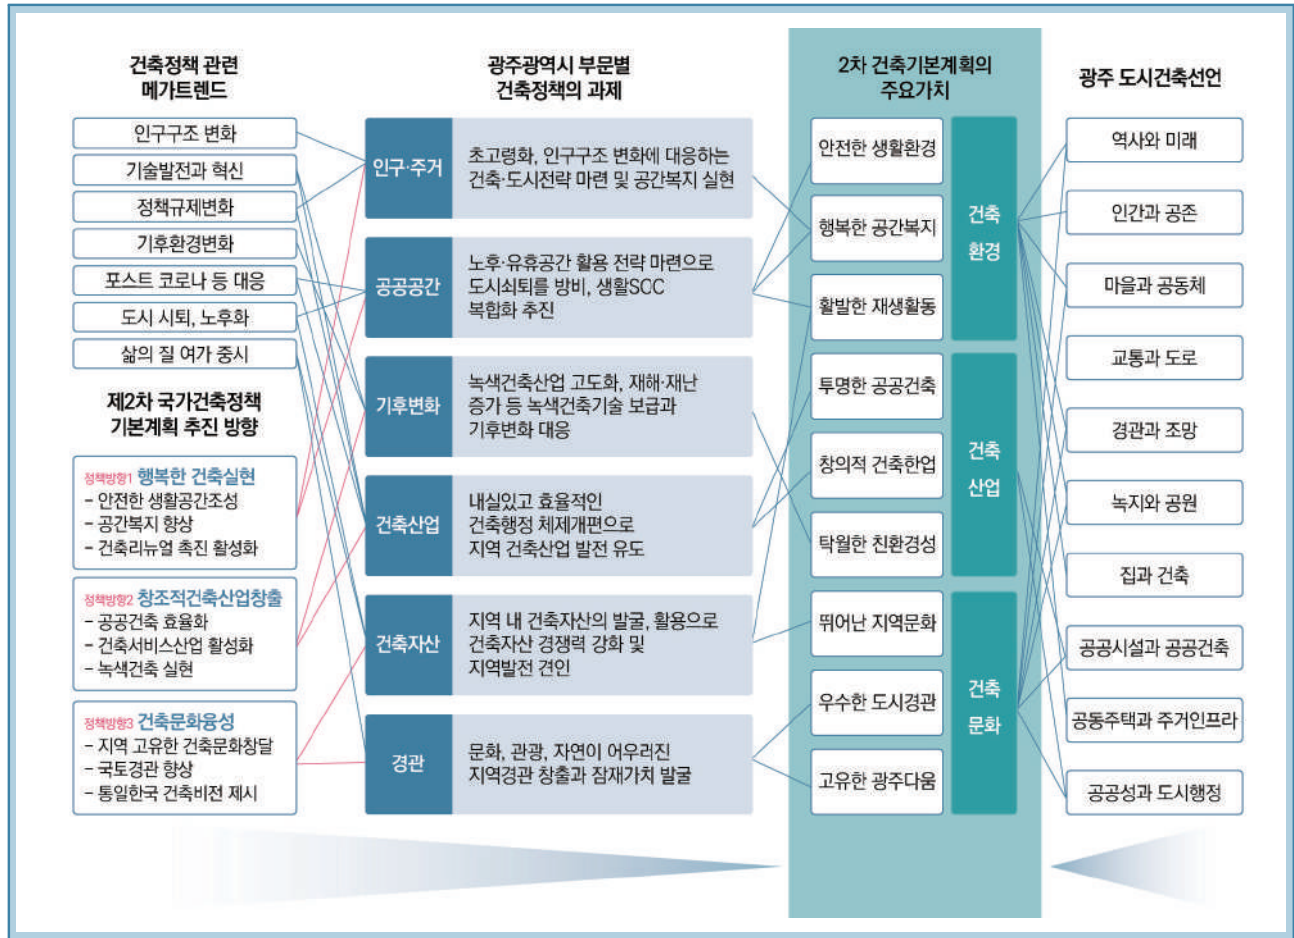 건축정책 관련
메가트렌드
인구구조 변화
기술발전과 혁신
정책규제변화
기후환경변화
포스트 코로나 등 대응
도시 시퇴, 노후화
삶의 질 여가 중시
제2차 국가건축정책
기본계획 추진 방향
정책방향1 행복한 건축실현
- 안전한 생활공간조성
- 공간복지 향상
- 건축리뉴얼 촉진 활성화
정책방향2 창조적건축산업창출
- 공공건축 효율화
- 건축서비스산업 활성화
- 녹색건축 실현
정책방향3 건축문화융성
- 지역 고유한 건축문화창달
- 국토경관 향상
- 통일한국 건축비전 제시
광주광역시 부문별
건축정책의 과제
인구·주거
초고령화, 인구구조 변화에 대응하는
건축·도시전략 마련 및 공간복지 실현
공공공간
노후·유휴공간 활용 전략 마련으로
도시쇠퇴를 방비, 생활SCC
복합화 추진
기후변화
녹색건축산업 고도화, 재해·재난
증가 등 녹색건축기술 보급과
기후변화 대응
건축산업
내실있고 효율적인
건축행정 체제개편으로
지역 건축산업 발전 유도
건축자산
지역 내 건축자산의 발굴, 활용으로
건축자산 경쟁력 강화 및
지역발전 견인
경관
문화, 관광, 자연이 어우러진
지역경관 창출과 잠재가치 발굴
2차 건축기본계획의
주요가치
안전한 생활환경
행복한 공간복지
활발한 재생활동
투명한 공공건축
창의적 건축한업
탁월한 친환경성
뛰어난 지역문화
우수한 도시경관
고유한 광주다움
건축
환경
건축
산업
건축
문화
광주 도시건축선언
역사와 미래
인간과 공존
마을과 공동체
교통과 도로
경관과 조망
녹지와 공원
집과 건축
공공시설과 공공건축
공동주택과 주거인프라
공공성과 도시행정